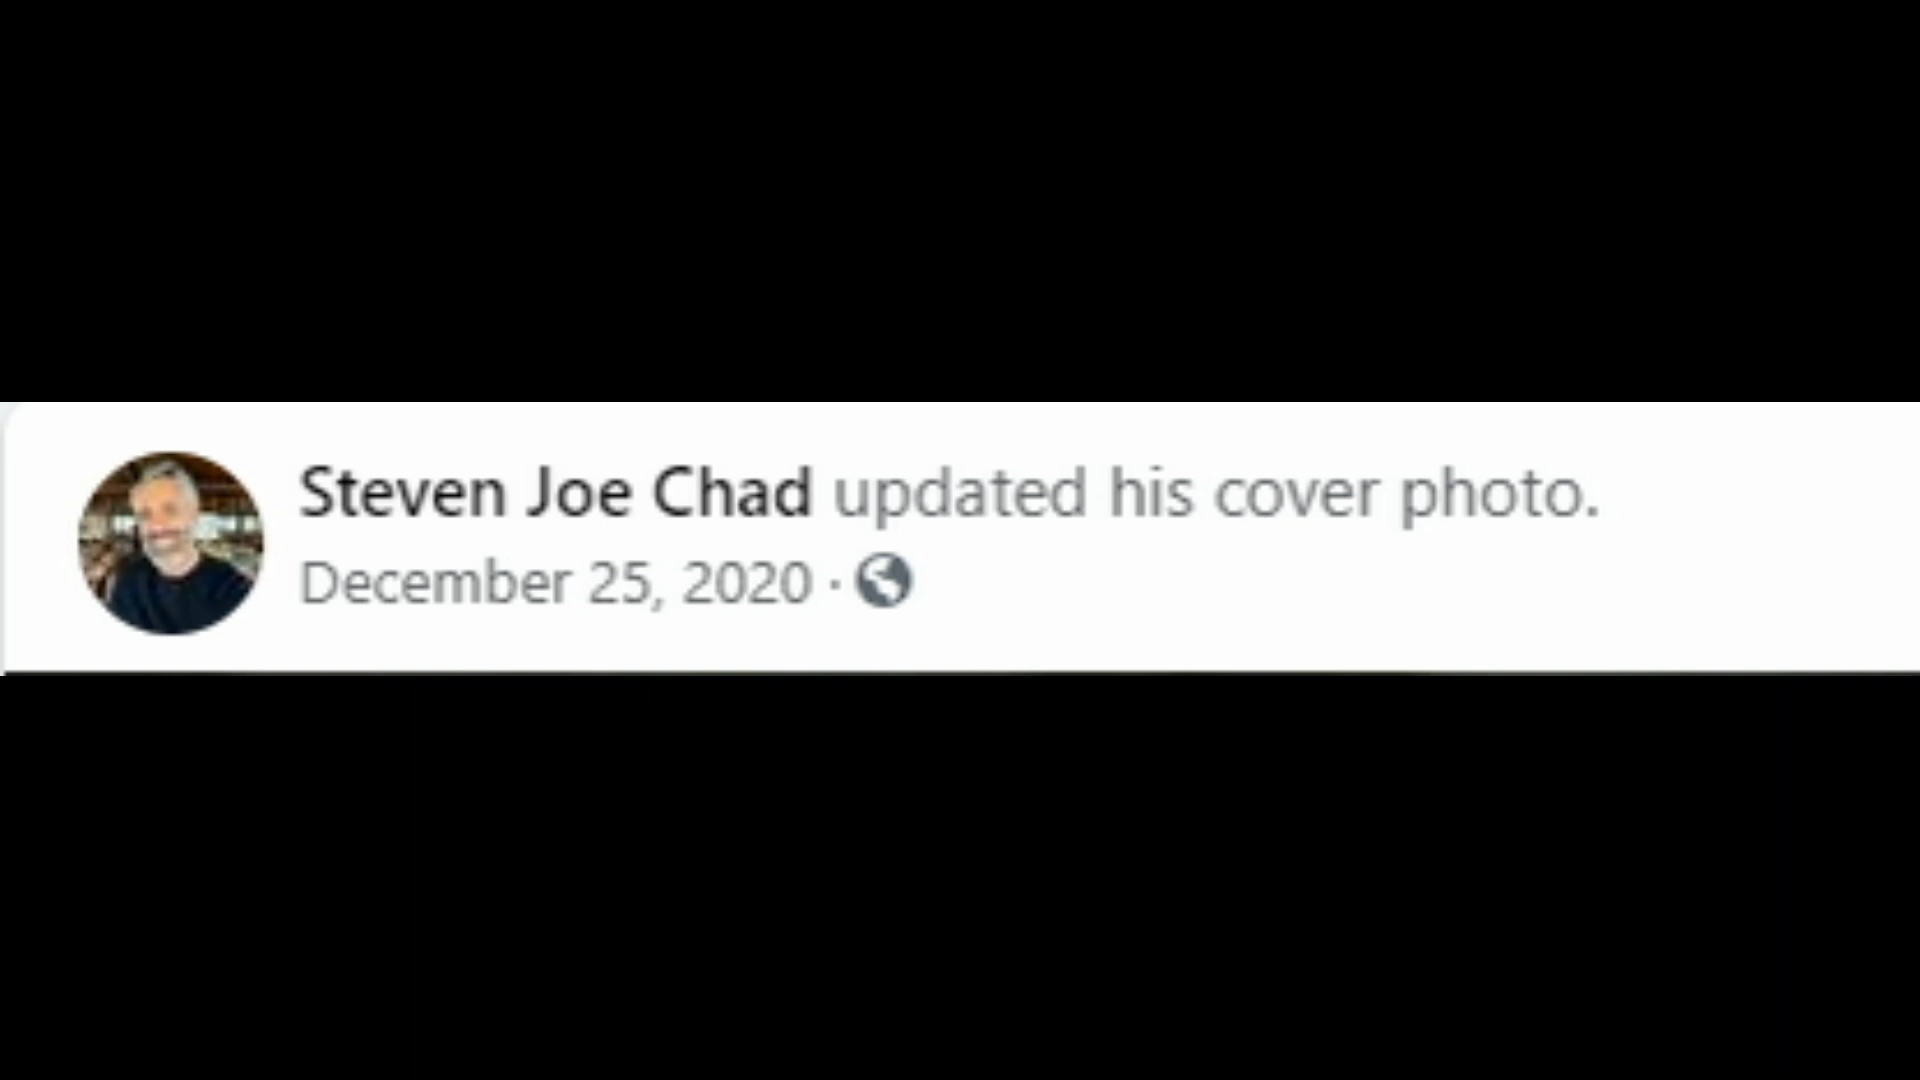 Steven Joe Chad updated his cover photo.
December 25, 2020 ·